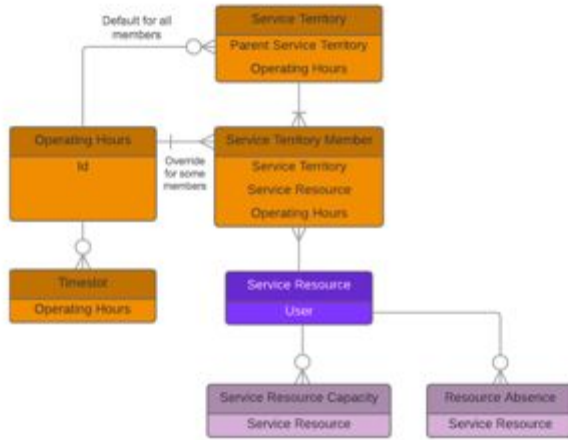 Default for all
members
Service Territory
Parent Service Territory
Operating Hours
Operating Hours
Id
Override
for some
members
Service Territory Member
Service Territory
Service Resource
Operating Hours
Timeslot
Operating Hours
Service Resource
User
Service Resource Capacity
Service Resource
Resource Absence
Service Resource